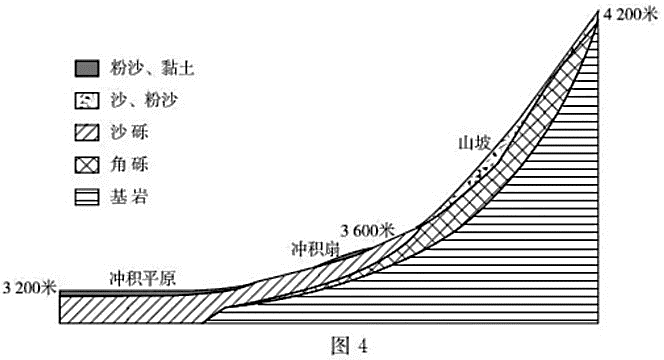 4 200米
粉沙、黏土
沙、粉沙
沙砾
角砾
基岩
山坡
3 600米
冲积扇
冲积平原
3 200米
图 4